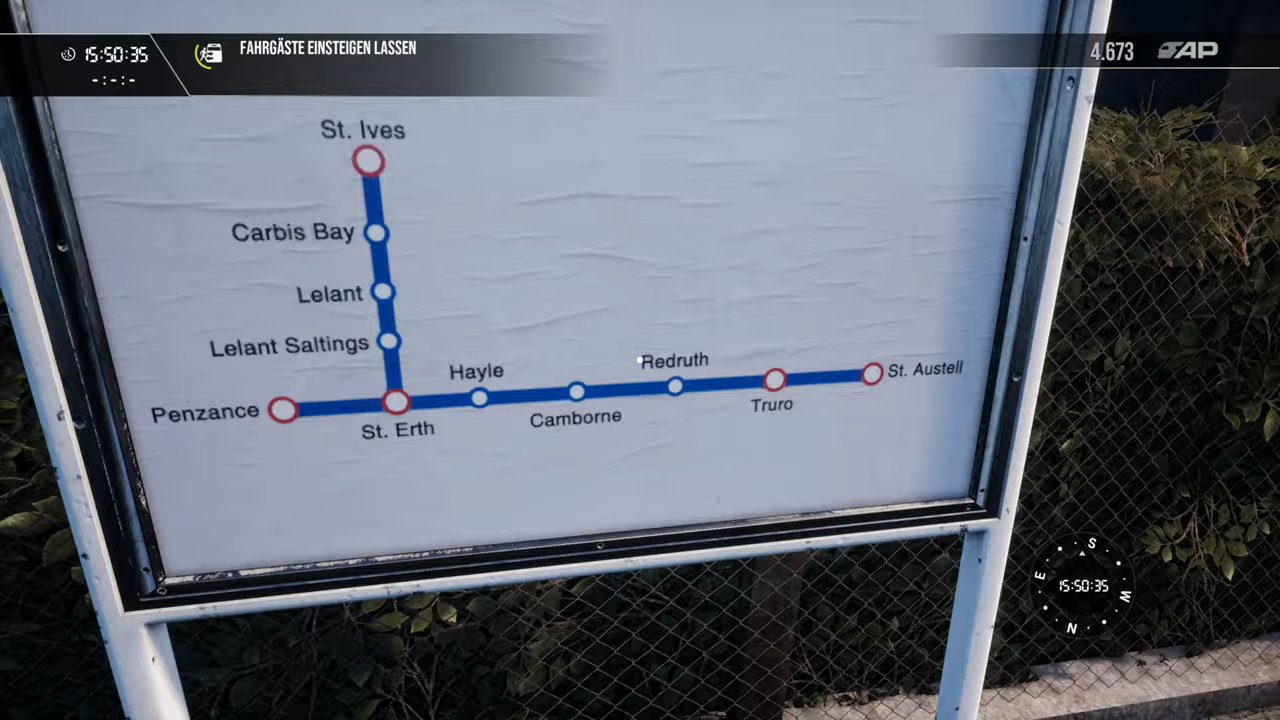 15:50:35
FAHRGÄSTE EINSTEIGEN LASSEN
-:-:-
4.673 AP
St. Ives
Carbis Bay
Lelant
Lelant Saltings
Penzance
St. Erth
Hayle
Camborne
Redruth
Truro
St. Austell
S
E
15:50:35
W
N